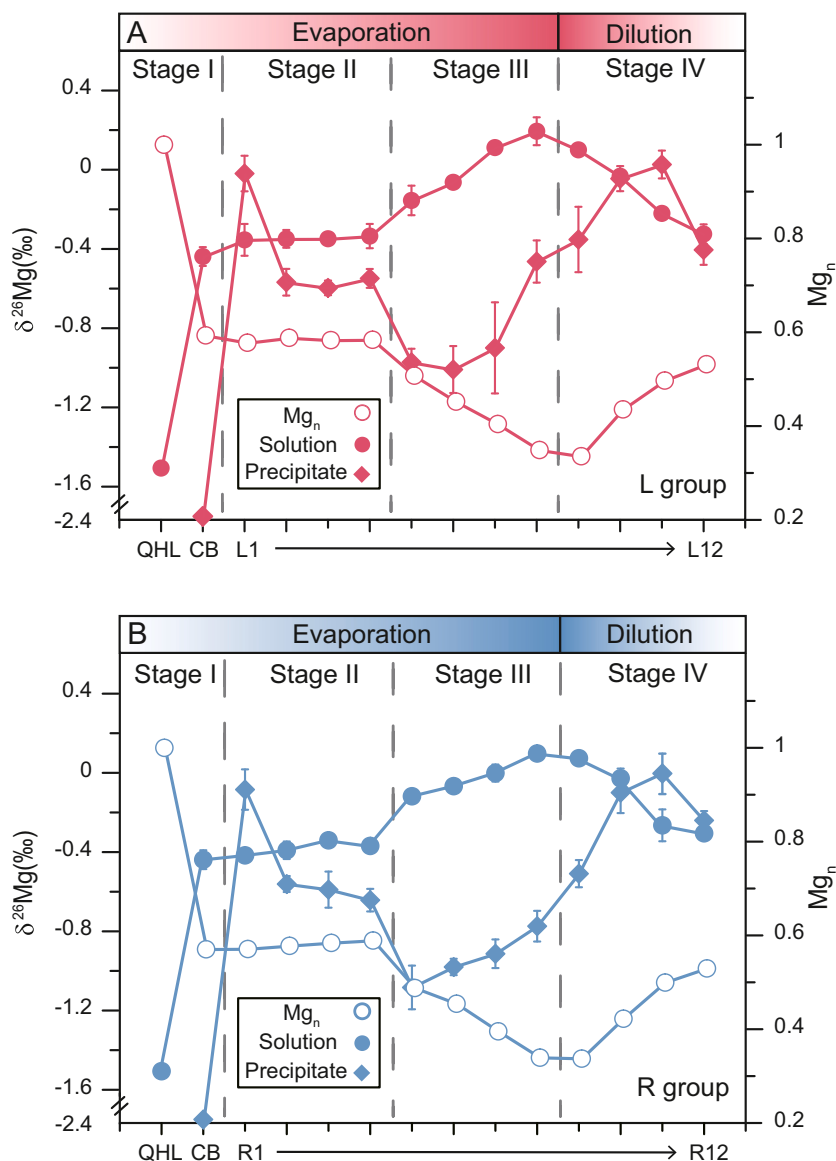 A Evaporation Dilution
Stage I Stage II Stage III Stage IV
0.4
0
-0.4
-0.8
-1.2
-1.6
-2.4
δ26Mg(‰)
1
0.8
0.6
0.4
0.2
Mgn
Mgn
Solution
Precipitate
L group
QHL CB L1 L12
B Evaporation Dilution
Stage I Stage II Stage III Stage IV
0.4
0
-0.4
-0.8
-1.2
-1.6
-2.4
δ26Mg(‰)
1
0.8
0.6
0.4
0.2
Mgn
Mgn
Solution
Precipitate
R group
QHL CB R1 R12